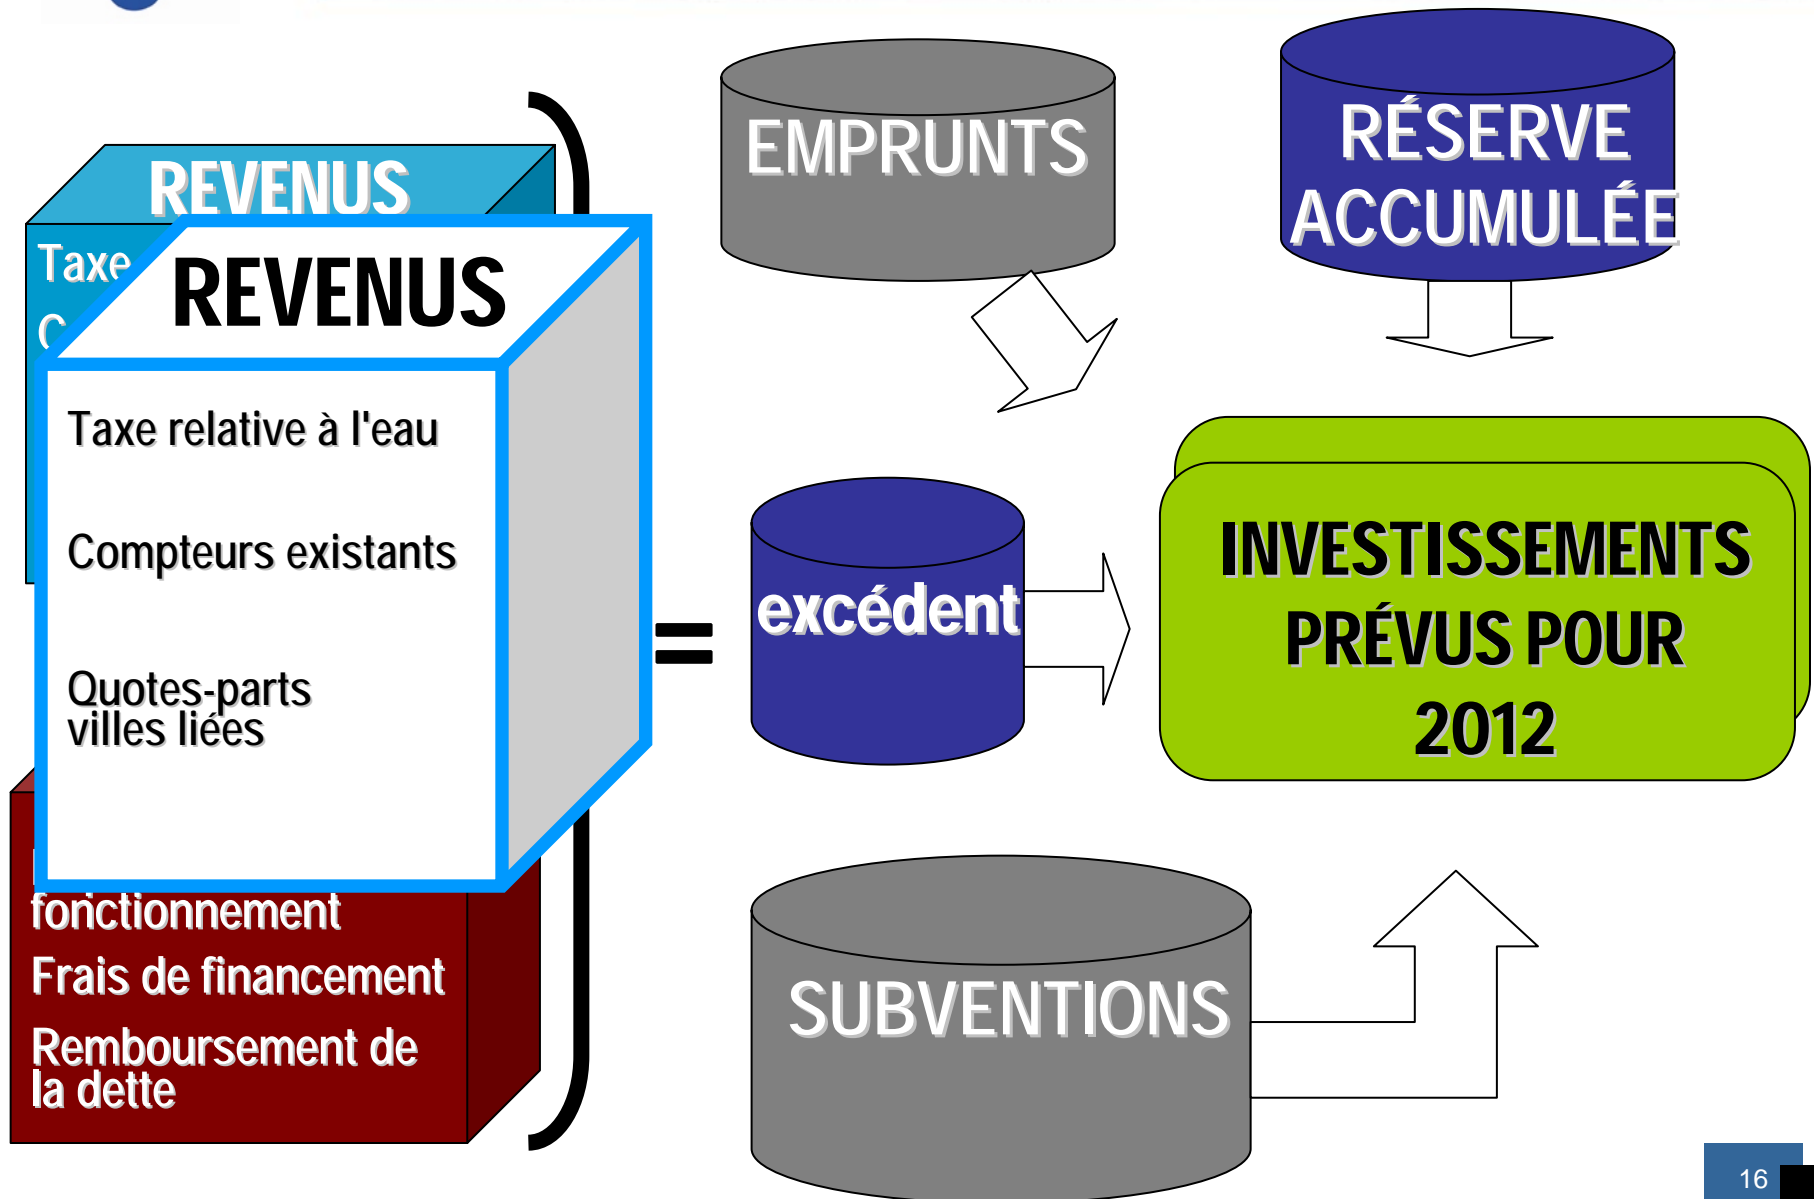 REVENUS
Taxe
REVENUS
Taxe relative à l'eau
Compteurs existants
Quotes-parts
villes liées
fonctionnement
Frais de financement
Remboursement de
la dette
=
EMPRUNTS
RÉSERVE
ACCUMULÉE
excédent
INVESTISSEMENTS
PRÉVUS POUR
2012
SUBVENTIONS
16